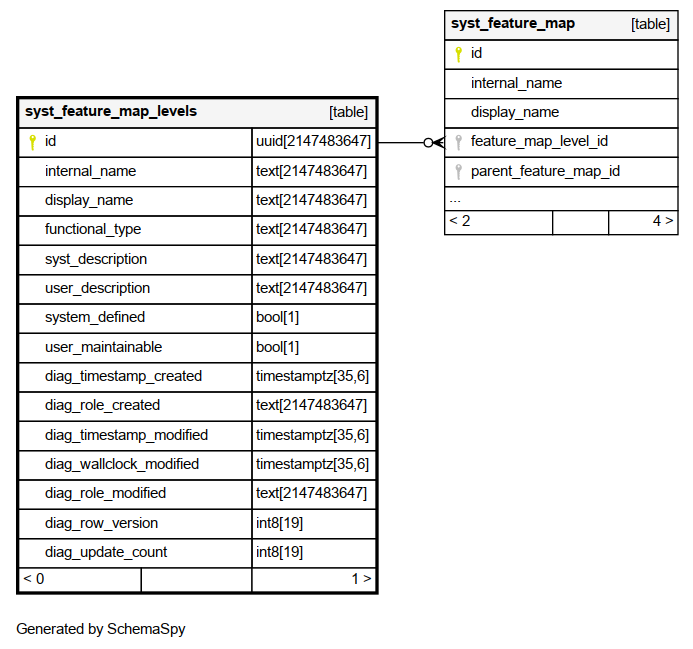 syst_feature_map [table]
id
internal_name
display_name
feature_map_level_id
parent_feature_map_id
...
< 2 4 >
syst_feature_map_levels [table]
id uuid[2147483647]
internal_name text[2147483647]
display_name text[2147483647]
functional_type text[2147483647]
syst_description text[2147483647]
user_description text[2147483647]
system_defined bool[1]
user_maintainable bool[1]
diag_timestamp_created timestamptz[35,6]
diag_role_created text[2147483647]
diag_timestamp_modified timestamptz[35,6]
diag_wallclock_modified timestamptz[35,6]
diag_role_modified text[2147483647]
diag_row_version int8[19]
diag_update_count int8[19]
< 0 1 >
Generated by SchemaSpy